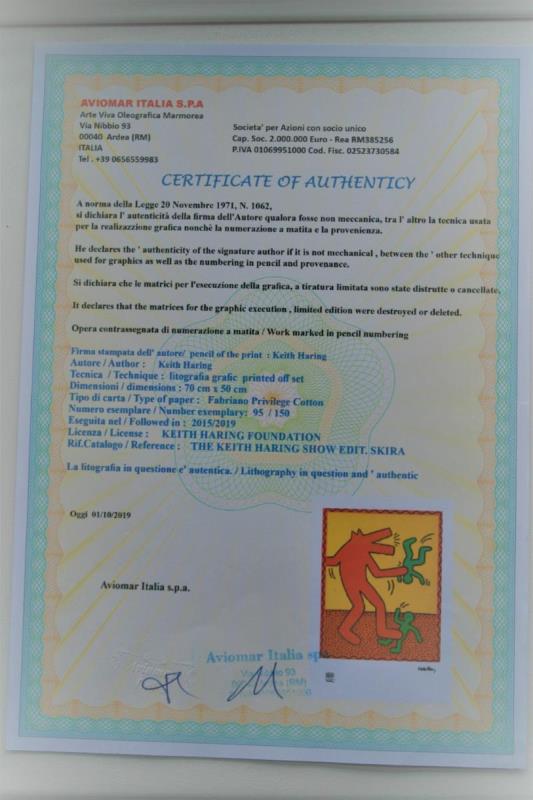 AVIOMAR ITALIA S.P.A
Arte Viva Oleografica Marmorea
Via Nibbio 93
00040 Ardea (RM)
ITALIA
Tel . +39 0656559983
Societa' per Azioni con socio unico
Cap. Soc. 2.000.000 Euro - Rea RM385256
P.IVA 01069951000 Cod. Fisc. 02523730584
CERTIFICATE OF AUTHENTICY
A norma della Legge 20 Novembre 1971, N. 1062,
si dichiara l' autenticità della firma dell'Autore qualora fosse non meccanica, tra l' altro la tecnica usata
per la realizzzione grafica nonchè la numerazione a matita e la provenienza.
He declares the ' authenticity of the signature author if it is not mechanical , between the ' other technique
used for graphics as well as the numbering in pencil and provenance.
Si dichiara che le matrici per l'esecuzione della grafica, a tiratura limitata sono state distrutte o cancellate.
It declares that the matrices for the graphic execution , limited edition were destroyed or deleted.
Opera contrassegnata di numerazione a matita / Work marked in pencil numbering
Firma stampata dell' autore/ pencil of the print : Keith Haring
Autore / Author : Keith Haring
Tecnica / Technique : litografia grafic printed off set
Dimensioni / dimensions : 70 cm x 50 cm
Tipo di carta / Type of paper : Fabriano Privilege Cotton
Numero esemplare / Number exemplary: 95 / 150
Eseguita nel / Followed in : 2015/2019
Licenza / License : KEITH HARING FOUNDATION
Rif.Catalogo / Reference : THE KEITH HARING SHOW EDIT. SKIRA
La litografia in questione e' autentica. / Lithography in question and ' authentic
Oggi 01/10/2019
Aviomar Italia s.p.a.
Aviomar Italia spa
Via Nibbio 93
(RM)